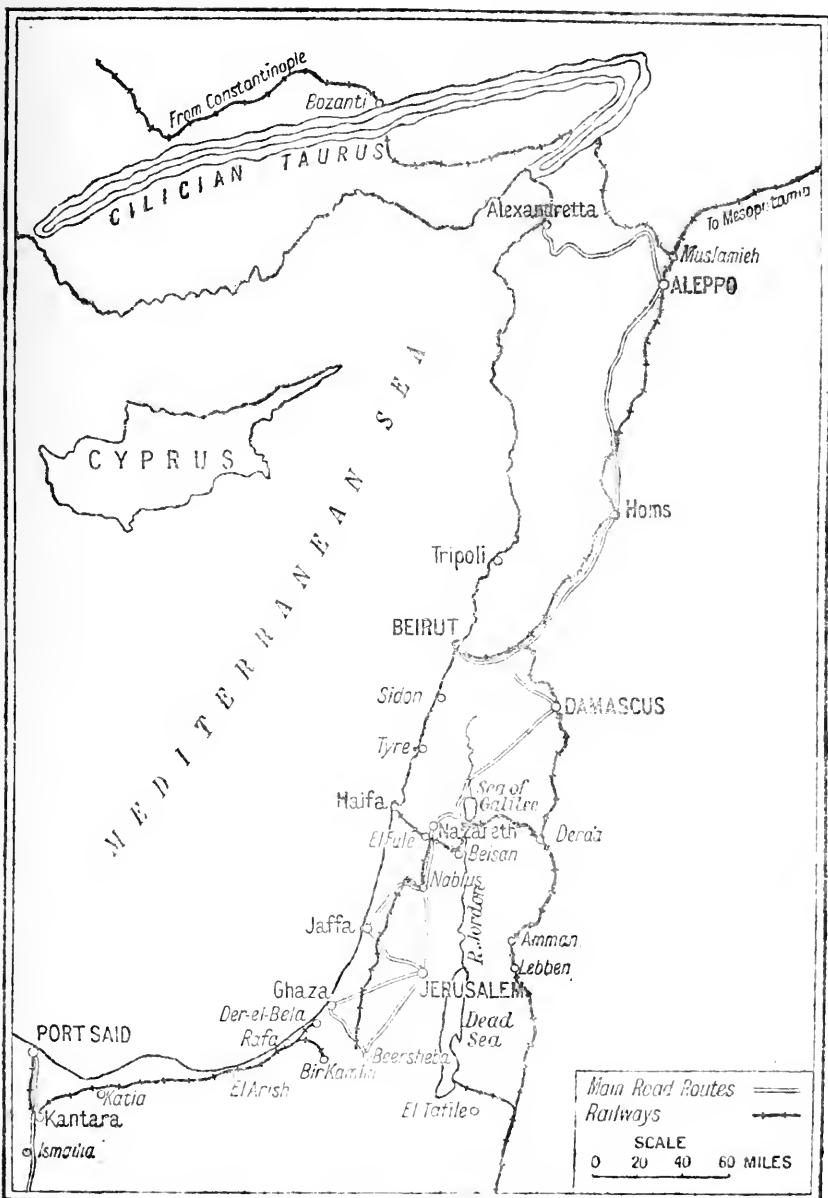 From Constantinople
Bozanti
CILICIAN TAURUS
Alexandretta
To Mesopotamia
Muslamieh
ALEPPO
CYPRUS
MEDITERRANEAN SEA
Homs
Tripoli
BEIRUT
Sidon
DAMASCUS
Tyre
Sea of
Galilee
Haifa
Nazareth
El Fule
Beisan
Deraa
Nablus
R. Jordon
Jaffa
Amman
Lebben
Ghaza
JERUSALEM
Der-el-Bela
Dead
Sea
PORT SAID
Rafa
Beersheba
Bir
El Arish
Katia
Kantara
El Tafile
Ismailia
Main Road Routes
Railways
SCALE
0 20 40 60 MILES